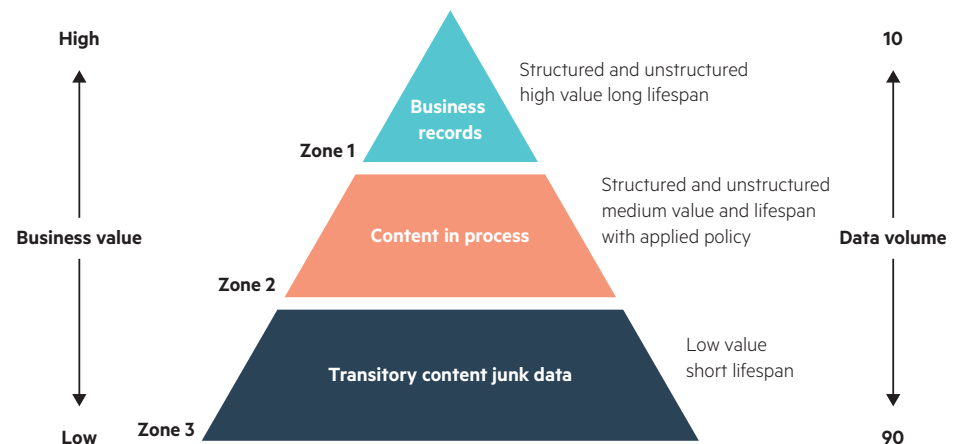 High
10
Structured and unstructured
high value long lifespan
Business
records
Zone 1
Structured and unstructured
medium value and lifespan
with applied policy
Business value
Content in process
Data volume
Zone 2
Low value
short lifespan
Transitory content junk data
Low
Zone 3
90